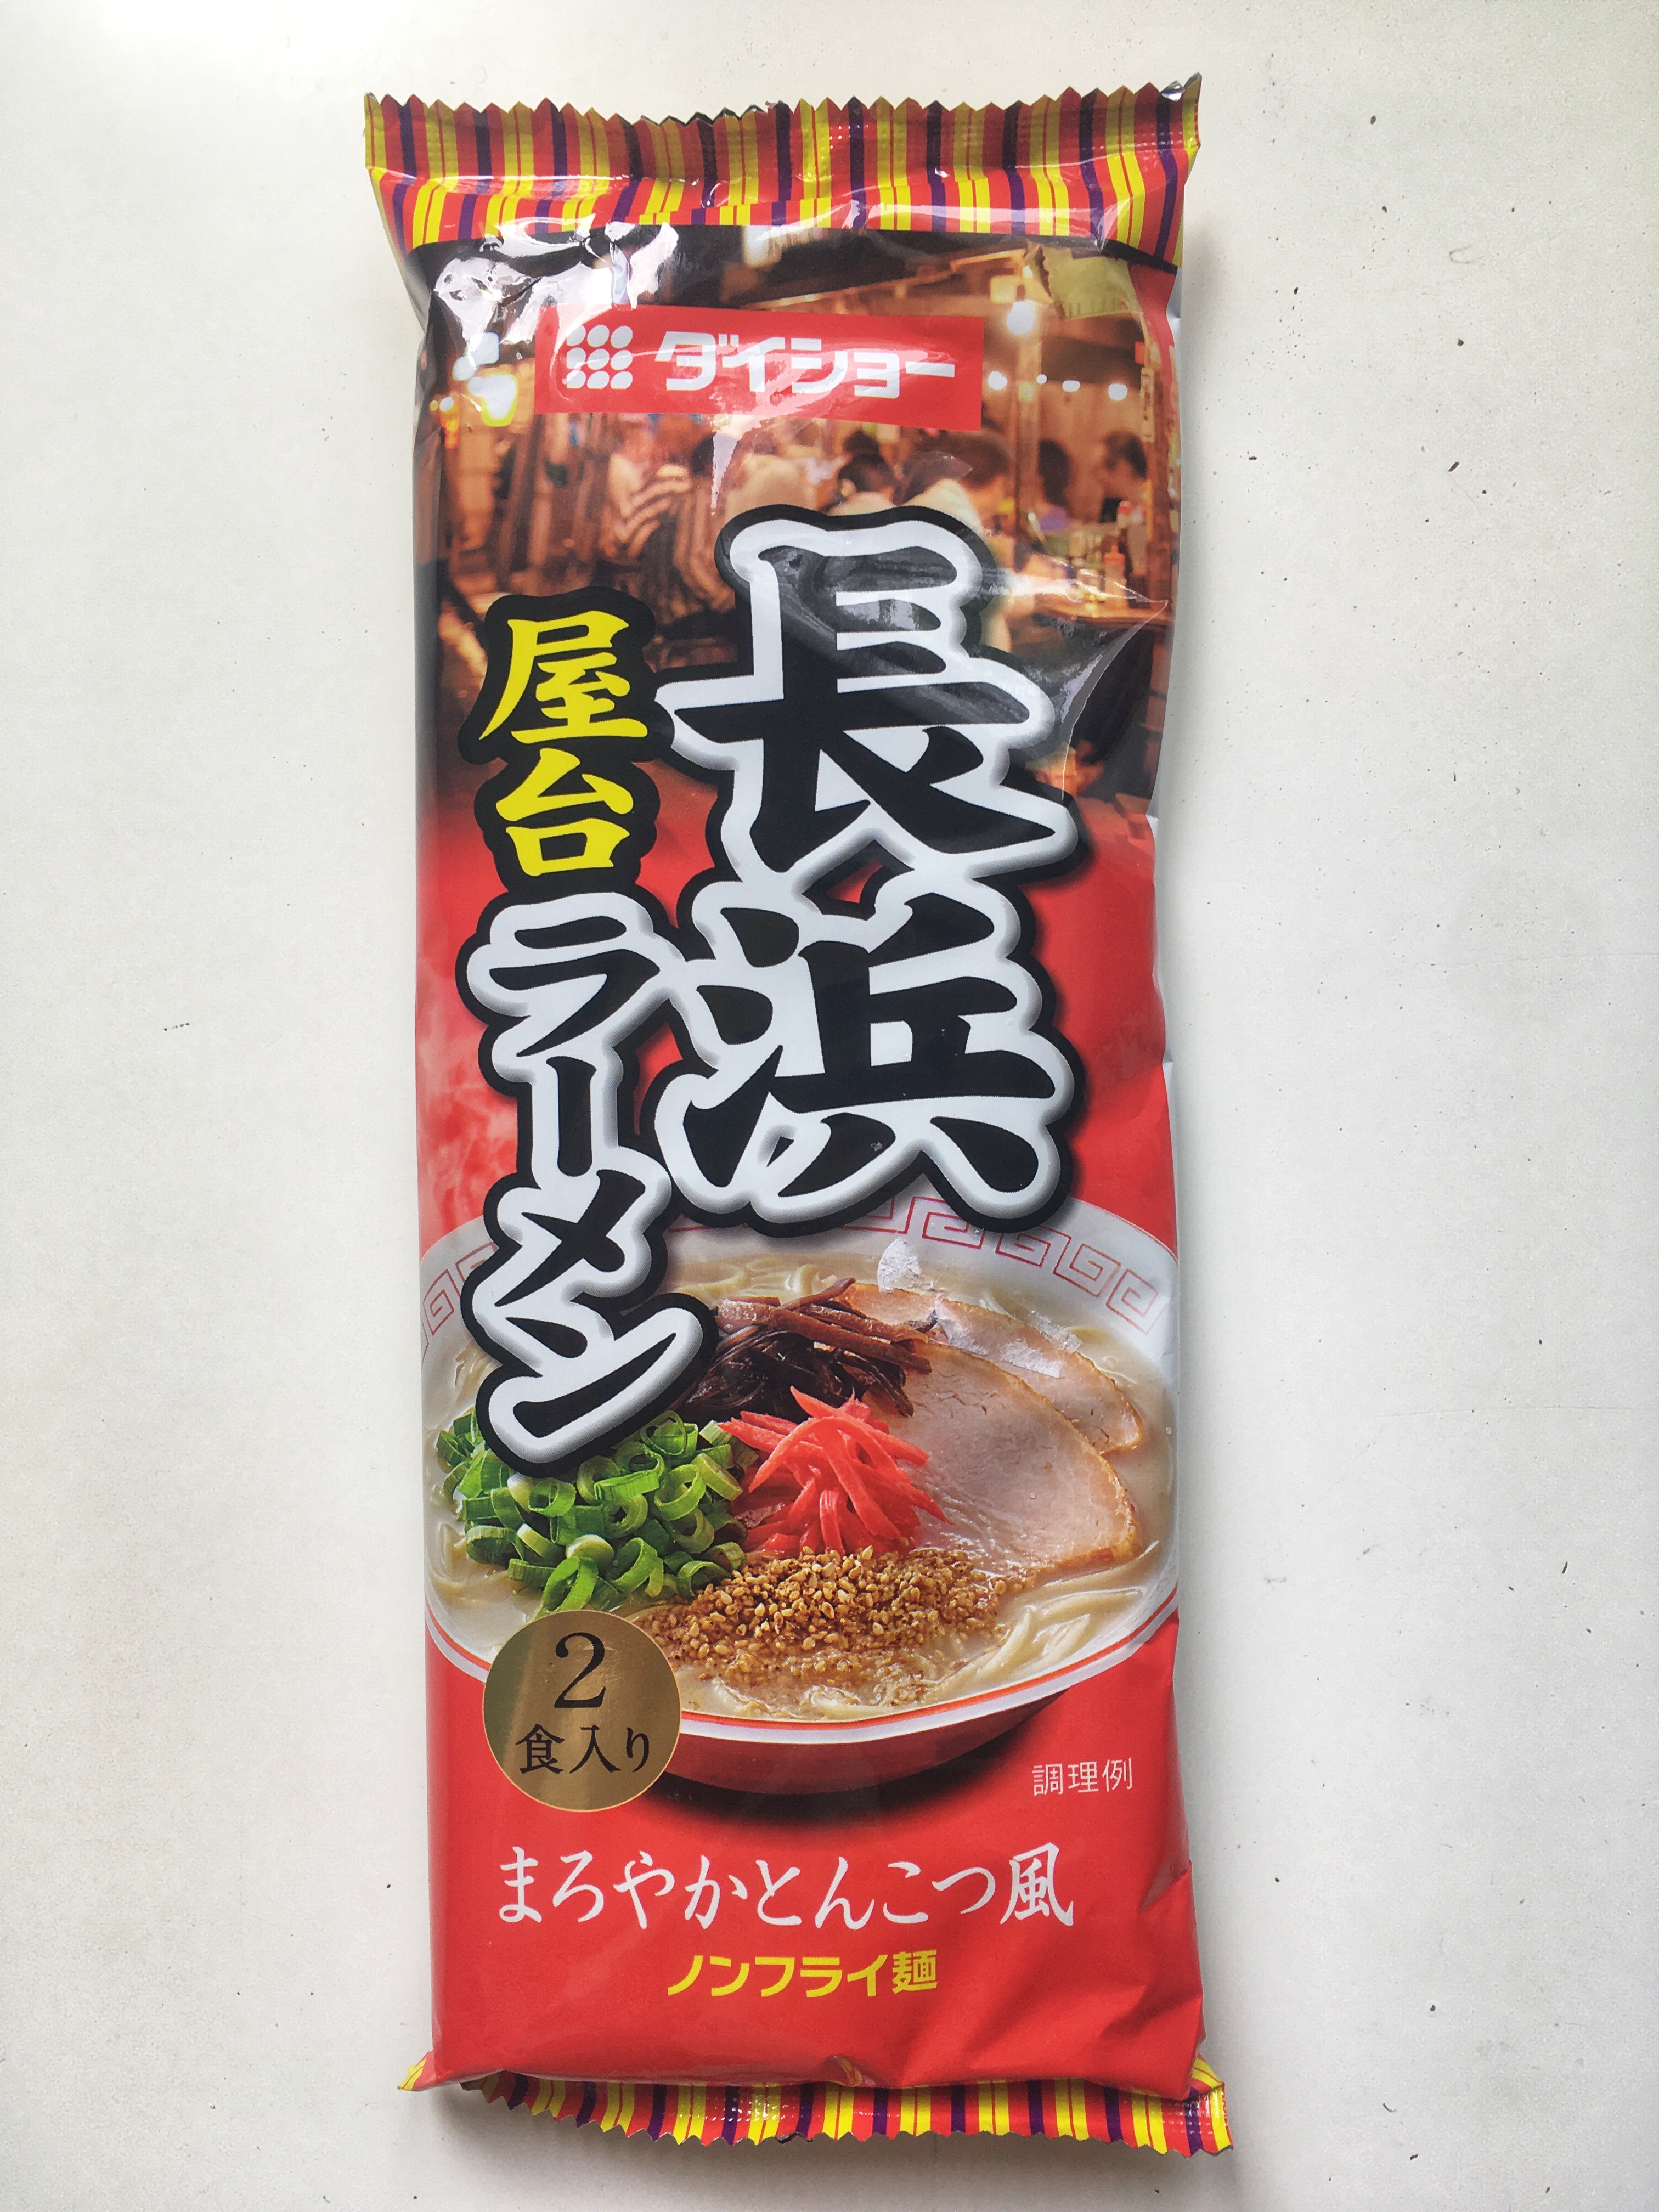 ダイショー
長浜
屋台ラーメン
2
食入り
調理例
まろやかとんこつ風
ノンフライ麺